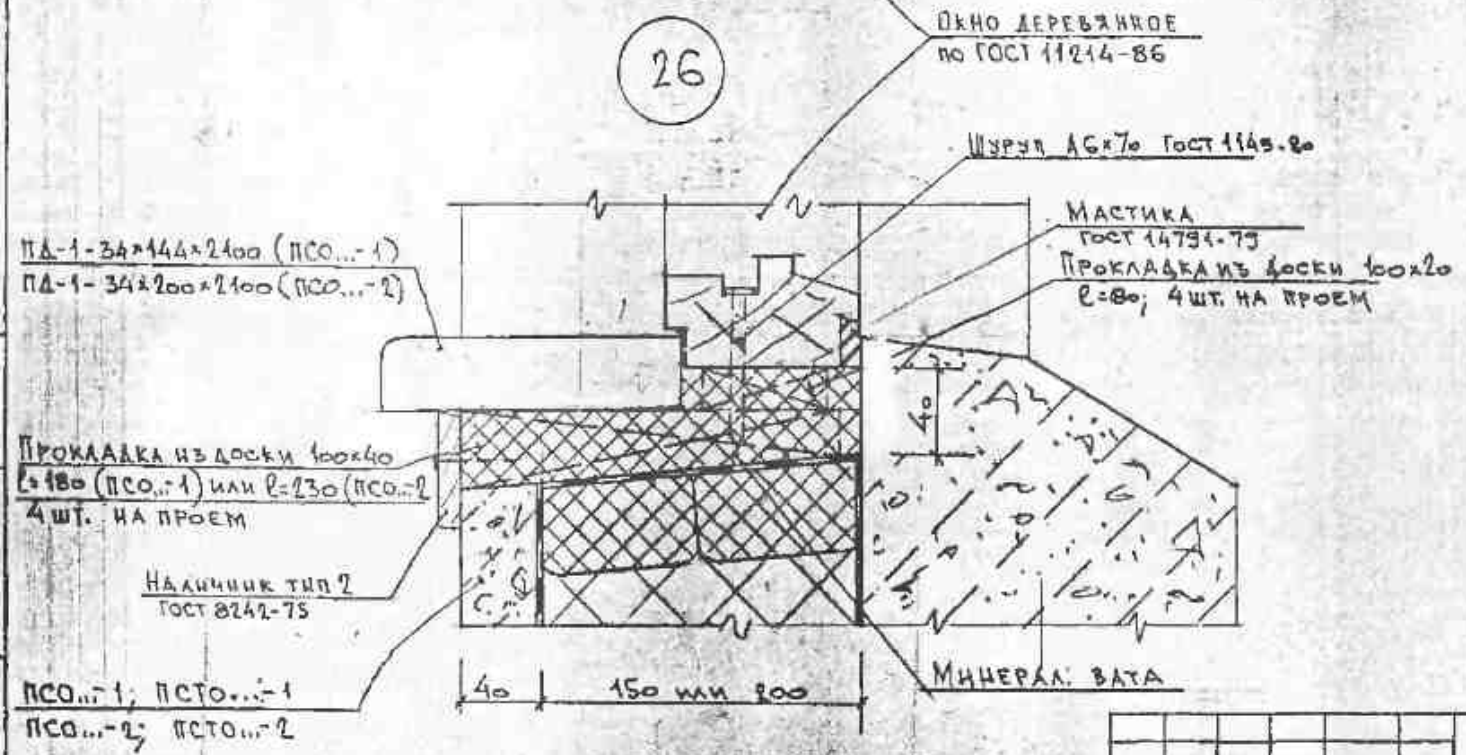 26
ОКНО ДЕРЕВЯННОЕ
по ГОСТ 11214-86
ШУРУП А6×70 ГОСТ 1145-80
МАСТИКА
ГОСТ 14791-79
ПРОКЛАДКА ИЗ ДОСКИ 100×20
ℓ=80; 4 ШТ. НА ПРОЕМ
ПД-1-34×144×2100 (ПСО...-1)
ПД-1-34×200×2100 (ПСО...-2)
40
ПРОКЛАДКА ИЗ ДОСКИ 100×40
ℓ=180 (ПСО...-1) ИЛИ ℓ=230 (ПСО...-2
4 ШТ. НА ПРОЕМ
НАЛИЧНИК ТИП 2
ГОСТ 8242-75
ПСО...-1; ПСТО...-1
ПСО...-2; ПСТО...-2
40
150 ИЛИ 200
МИНЕРАЛ. ВАТА